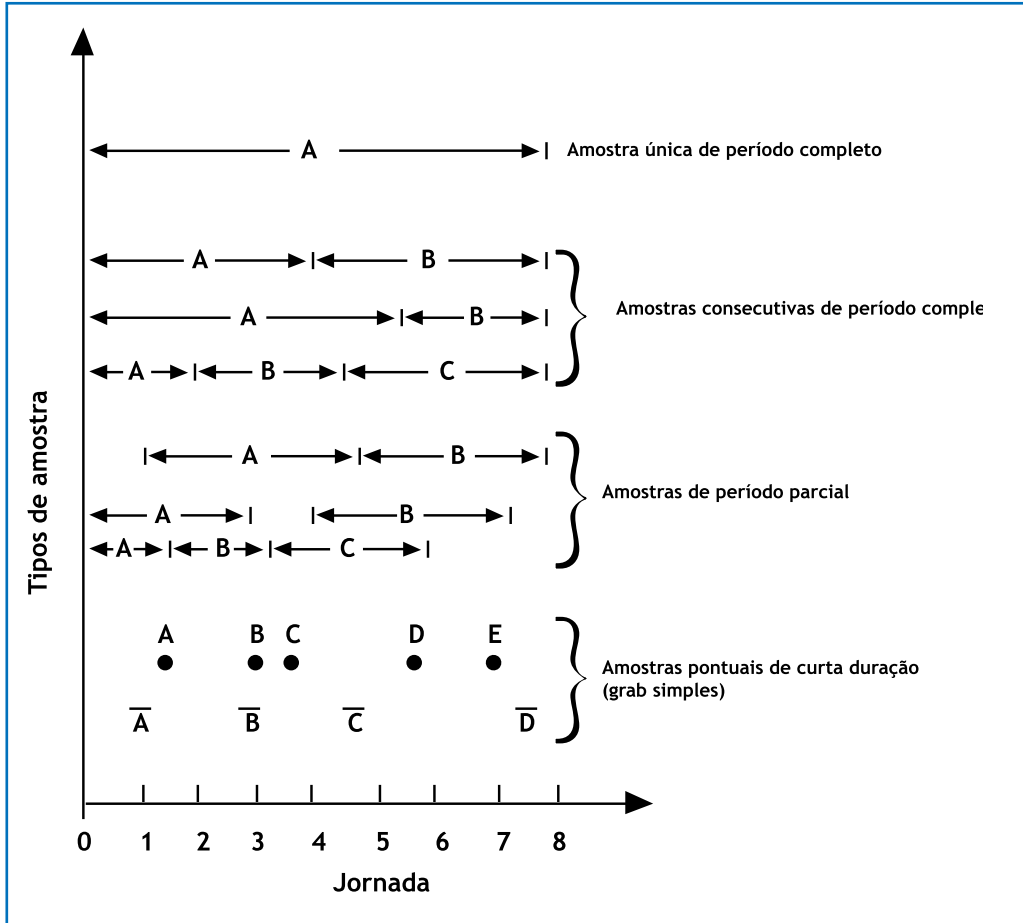 A
Amostra única de período completo
A B
A B
Amostras consecutivas de período comple
A B C
A B
Amostras de período parcial
A B
A B C
A B C D E
Amostras pontuais de curta duração
(grab simples)
A B C D
Tipos de amostra
0 1 2 3 4 5 6 7 8
Jornada